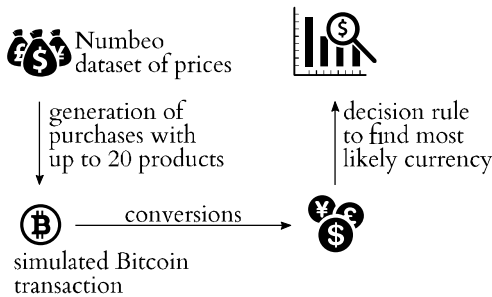 Numbeo
dataset of prices
generation of
purchases with
up to 20 products
decision rule
to find most
likely currency
conversions
simulated Bitcoin
transaction